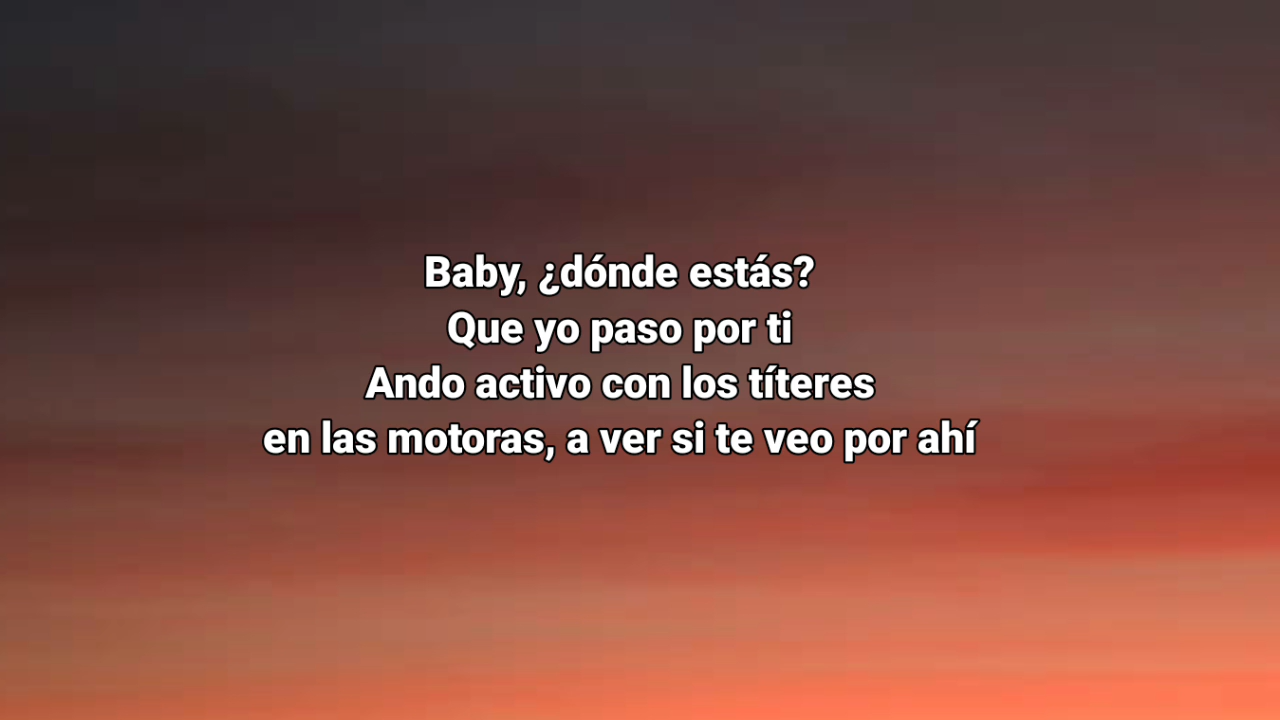 Baby, ¿dónde estás?
Que yo paso por ti
Ando activo con los títeres
en las motoras, a ver si te veo por ahí